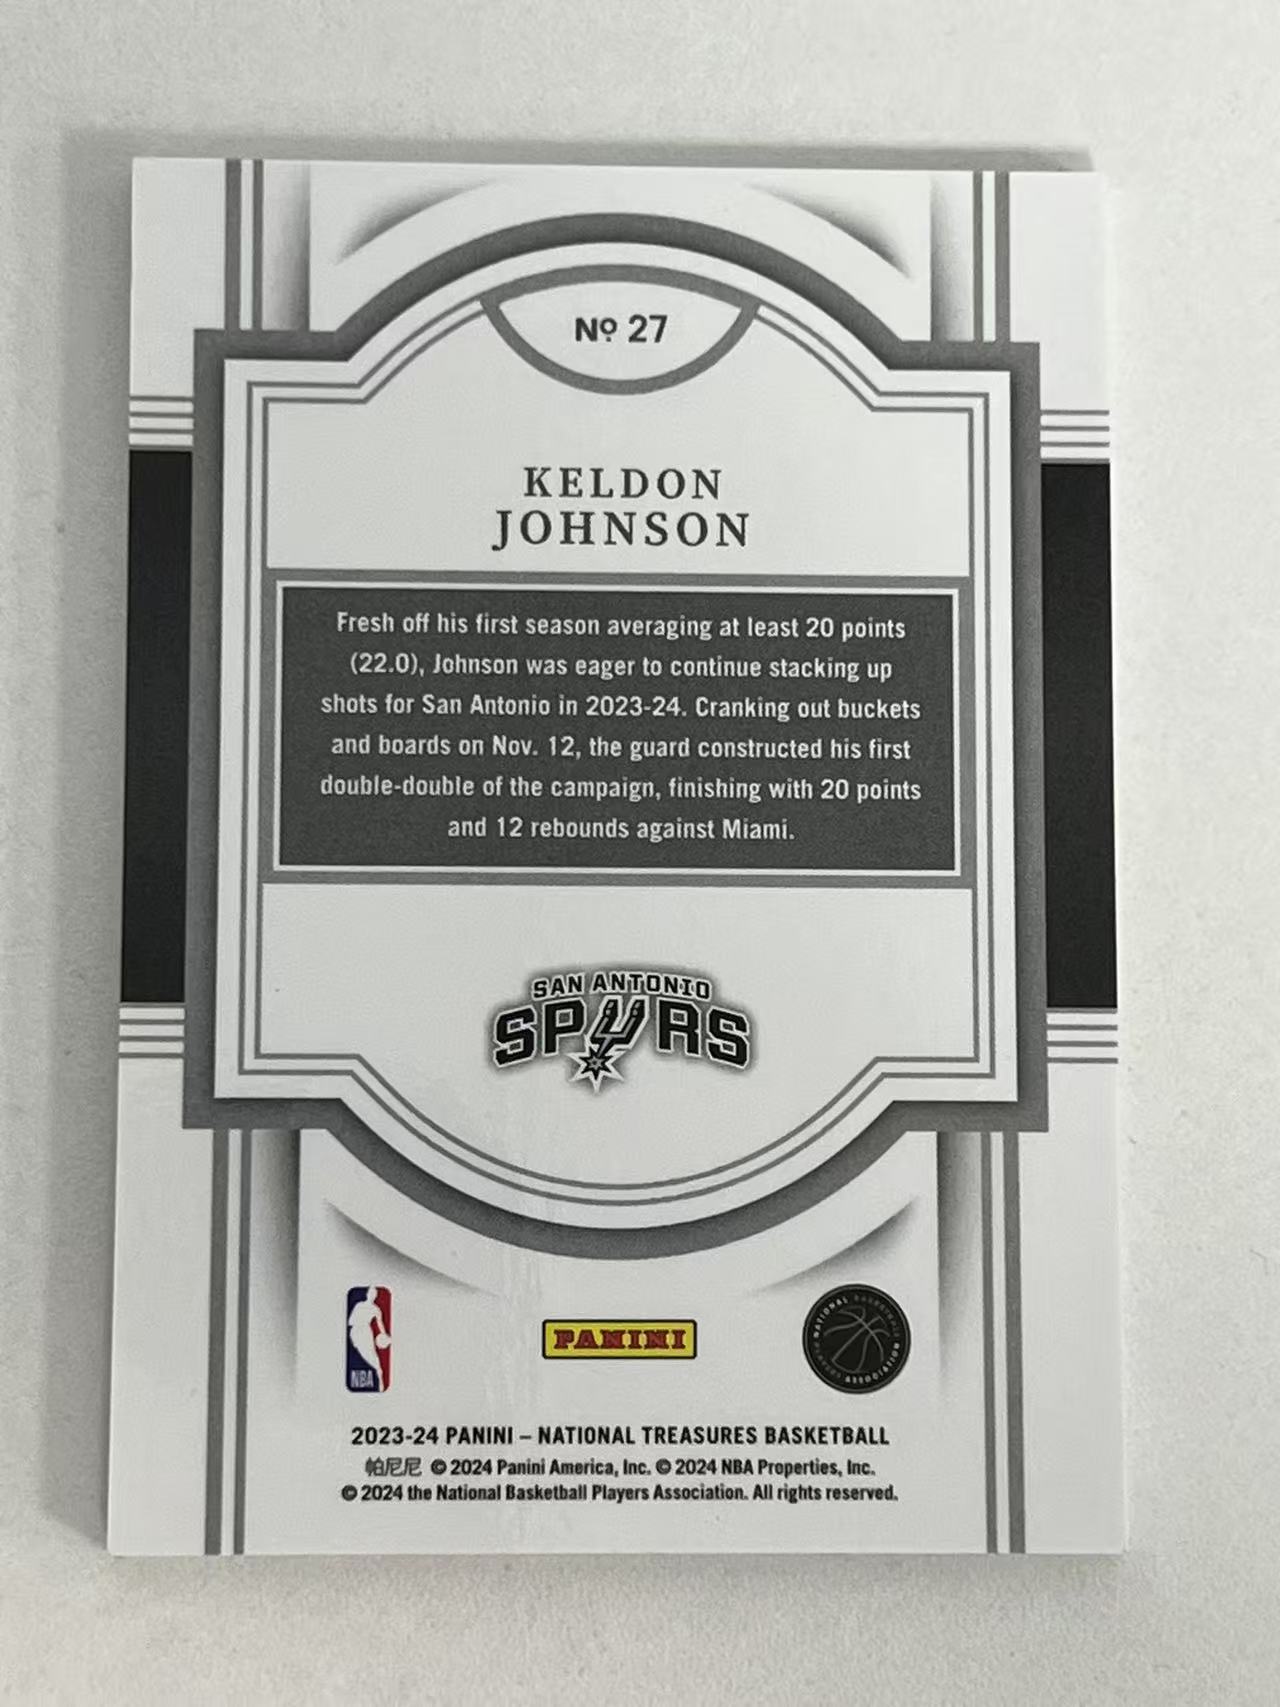 Nº 27
KELDON
JOHNSON
Fresh off his first season averaging at least 20 points
(22.0), Johnson was eager to continue stacking up
shots for San Antonio in 2023-24. Cranking out buckets
and boards on Nov. 12, the guard constructed his first
double-double of the campaign, finishing with 20 points
and 12 rebounds against Miami.
SAN ANTONIO
SPURS
NBA
PANINI
NATIONAL BASKETBALL PLAYERS ASSOCIATION
2023-24 PANINI – NATIONAL TREASURES BASKETBALL
帕尼尼 © 2024 Panini America, Inc. © 2024 NBA Properties, Inc.
© 2024 the National Basketball Players Association. All rights reserved.